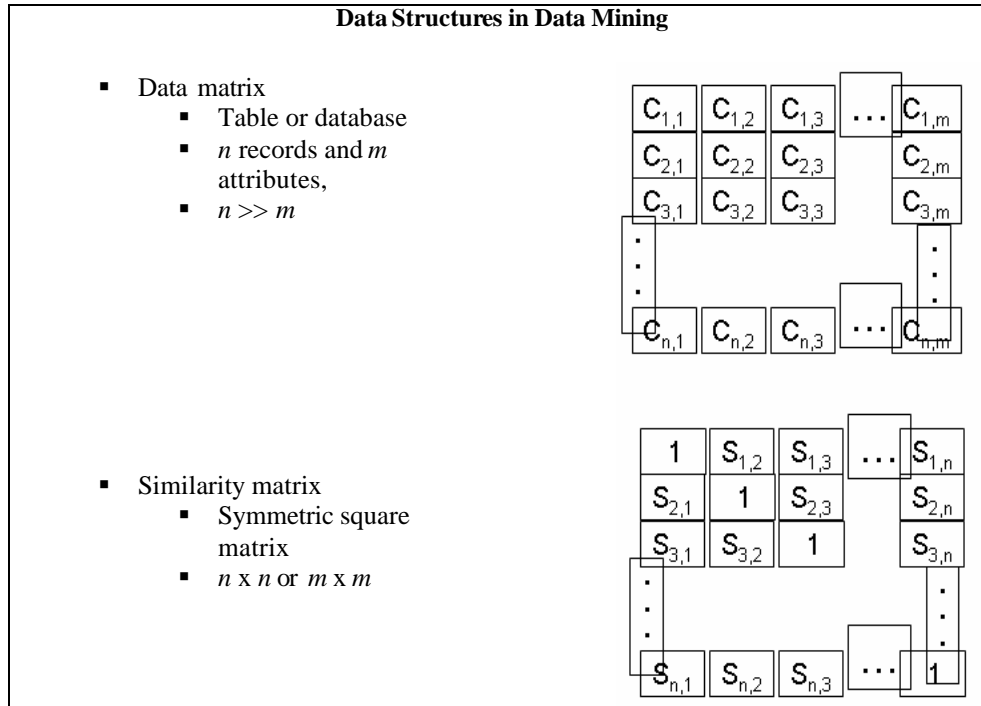 Data Structures in Data Mining
▪ Data matrix
▪ Table or database
▪ n records and m
attributes,
▪ n >> m
C1,1 C1,2 C1,3 ... C1,m
C2,1 C2,2 C2,3 C2,m
C3,1 C3,2 C3,3 C3,m
. .
. .
. .
Cn,1 Cn,2 Cn,3 ... Cn,m
▪ Similarity matrix
▪ Symmetric square
matrix
▪ n x n or m x m
1 S1,2 S1,3 ... S1,n
S2,1 1 S2,3 S2,n
S3,1 S3,2 1 S3,n
. .
. .
. .
Sn,1 Sn,2 Sn,3 ... 1